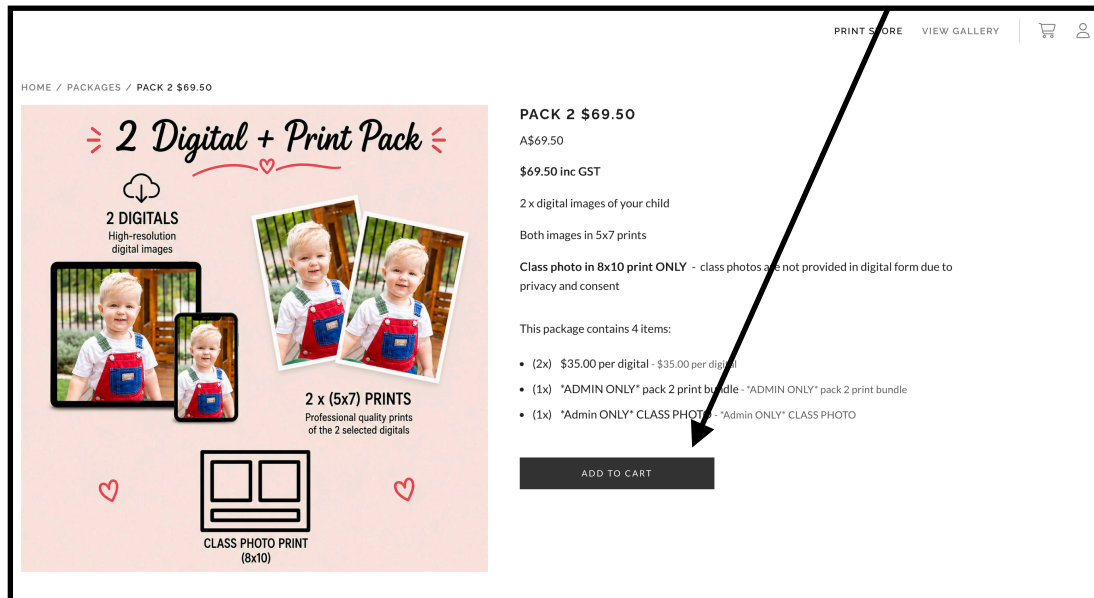 PRINT STORE
VIEW GALLERY
HOME / PACKAGES / PACK 2 $69.50
2 Digital + Print Pack
2 DIGITALS
High-resolution
digital images
2 x (5x7) PRINTS
Professional quality prints
of the 2 selected digitals
CLASS PHOTO PRINT
(8x10)
PACK 2 $69.50
A$69.50
$69.50 inc GST
2 x digital images of your child
Both images in 5x7 prints
Class photo in 8x10 print ONLY - class photos are not provided in digital form due to
privacy and consent
This package contains 4 items:
• (2x) $35.00 per digital - $35.00 per digital
• (1x) *ADMIN ONLY* pack 2 print bundle - *ADMIN ONLY* pack 2 print bundle
• (1x) *Admin ONLY* CLASS PHOTO - *Admin ONLY* CLASS PHOTO
ADD TO CART